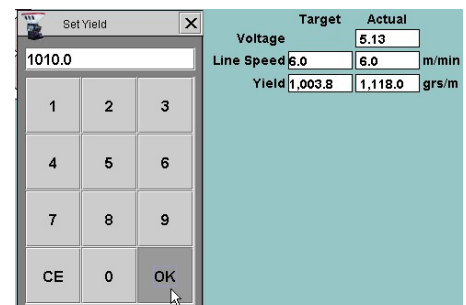 Set Yield X
1010.0
1 2 3
4 5 6
7 8 9
CE 0 OK
Target Actual
Voltage 5.13
Line Speed 6.0 6.0 m/min
Yield 1,003.8 1,118.0 grs/m